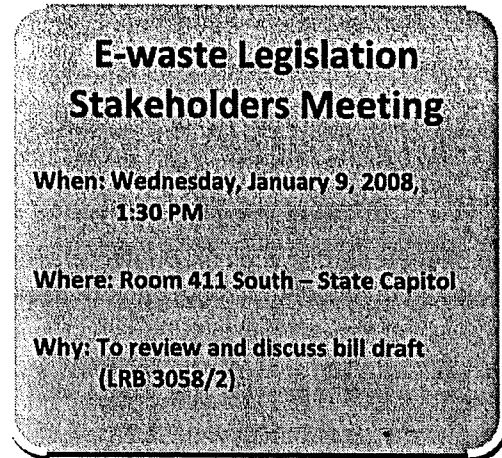 E-waste Legislation
Stakeholders Meeting
When: Wednesday, January 9, 2008,
1:30 PM
Where: Room 411 South – State Capitol
Why: To review and discuss bill draft
(LRB 3058/2)